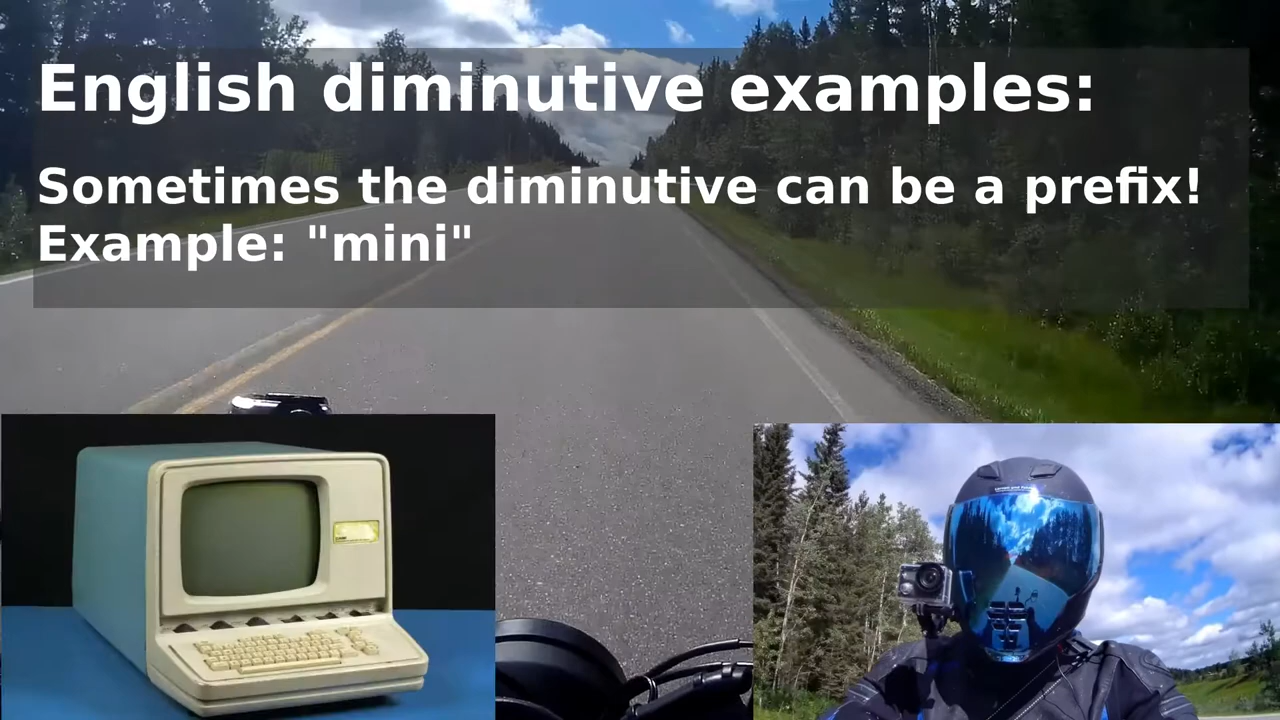 English diminutive examples:
Sometimes the diminutive can be a prefix!
Example: "mini"